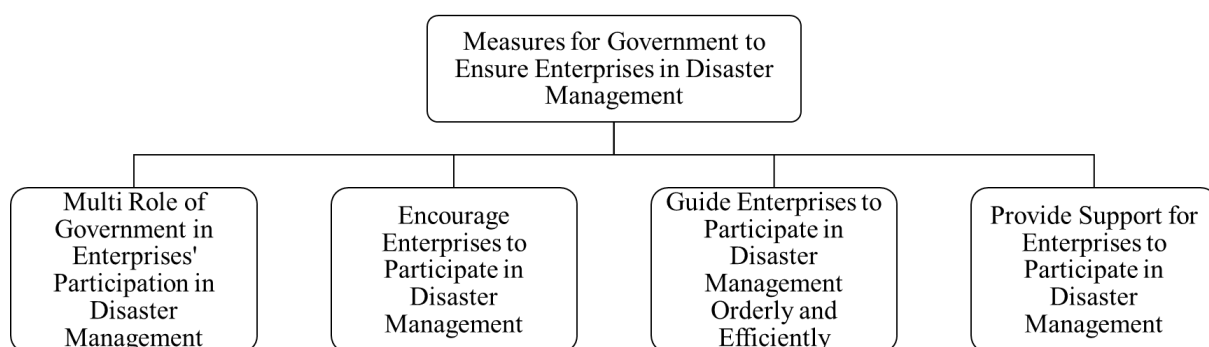 Measures for Government to
Ensure Enterprises in Disaster
Management
Multi Role of
Government in
Enterprises'
Participation in
Disaster
Management
Encourage
Enterprises to
Participate in
Disaster
Management
Guide Enterprises to
Participate in
Disaster
Management
Orderly and
Efficiently
Provide Support for
Enterprises to
Participate in
Disaster
Management